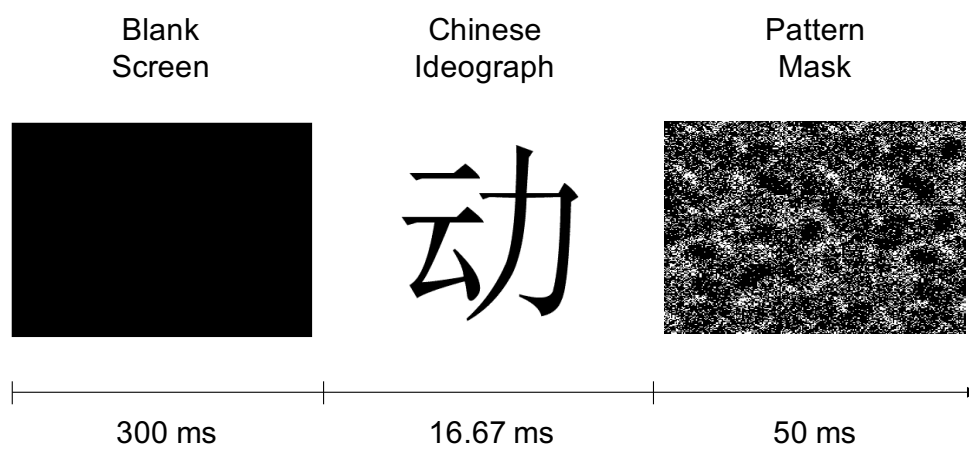 Blank
Screen
Chinese
Ideograph
Pattern
Mask
动
300 ms
16.67 ms
50 ms